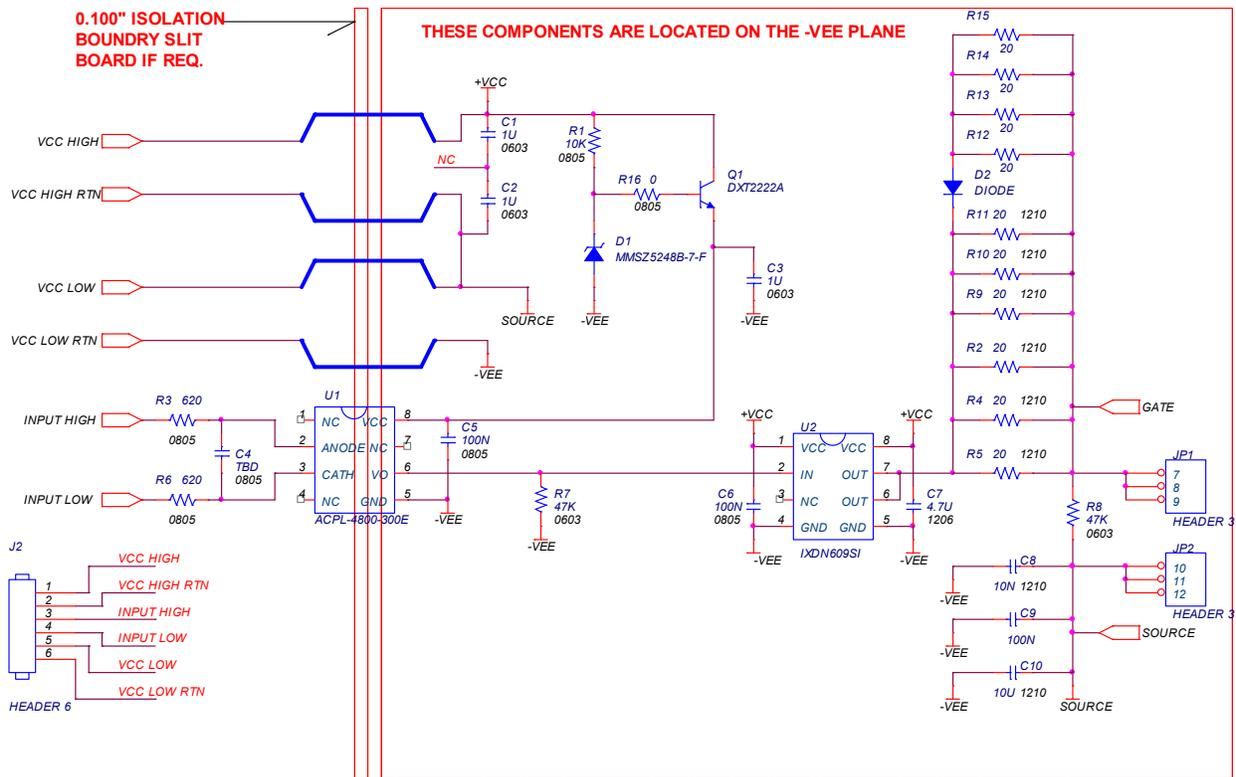 0.100" ISOLATION
BOUNDRY SLIT
BOARD IF REQ.
THESE COMPONENTS ARE LOCATED ON THE -VEE PLANE
R15
20
R14
20
R13
20
R12
20
D2
DIODE
R11 20 1210
R10 20 1210
R9 20 1210
R2 20 1210
R4 20 1210
R5 20 1210
+VCC
C1
1U
0603
NC
C2
1U
0603
R1
10K
0805
R16 0
0805
Q1
DXT2222A
D1
MMSZ5248B-7-F
C3
1U
0603
-VEE
-VEE
SOURCE
-VEE
VCC HIGH
VCC HIGH RTN
VCC LOW
VCC LOW RTN
INPUT HIGH
R3 620
0805
C4
TBD
0805
INPUT LOW
R6 620
0805
U1
1 NC VCC 8
2 ANODE NC 7
3 CATH VO 6
4 NC GND 5
ACPL-4800-300E
C5
100N
0805
-VEE
R7
47K
0603
-VEE
+VCC
+VCC
U2
1 VCC VCC 8
2 IN OUT 7
3 NC OUT 6
4 GND GND 5
IXDN609SI
C6
100N
0805
-VEE
C7
4.7U
1206
-VEE
GATE
JP1
7
8
9
HEADER 3
R8
47K
0603
JP2
10
11
12
HEADER 3
C8
10N 1210
-VEE
C9
100N
-VEE
SOURCE
C10
10U 1210
-VEE
SOURCE
J2
1
2
3
4
5
6
VCC HIGH
VCC HIGH RTN
INPUT HIGH
INPUT LOW
VCC LOW
VCC LOW RTN
HEADER 6